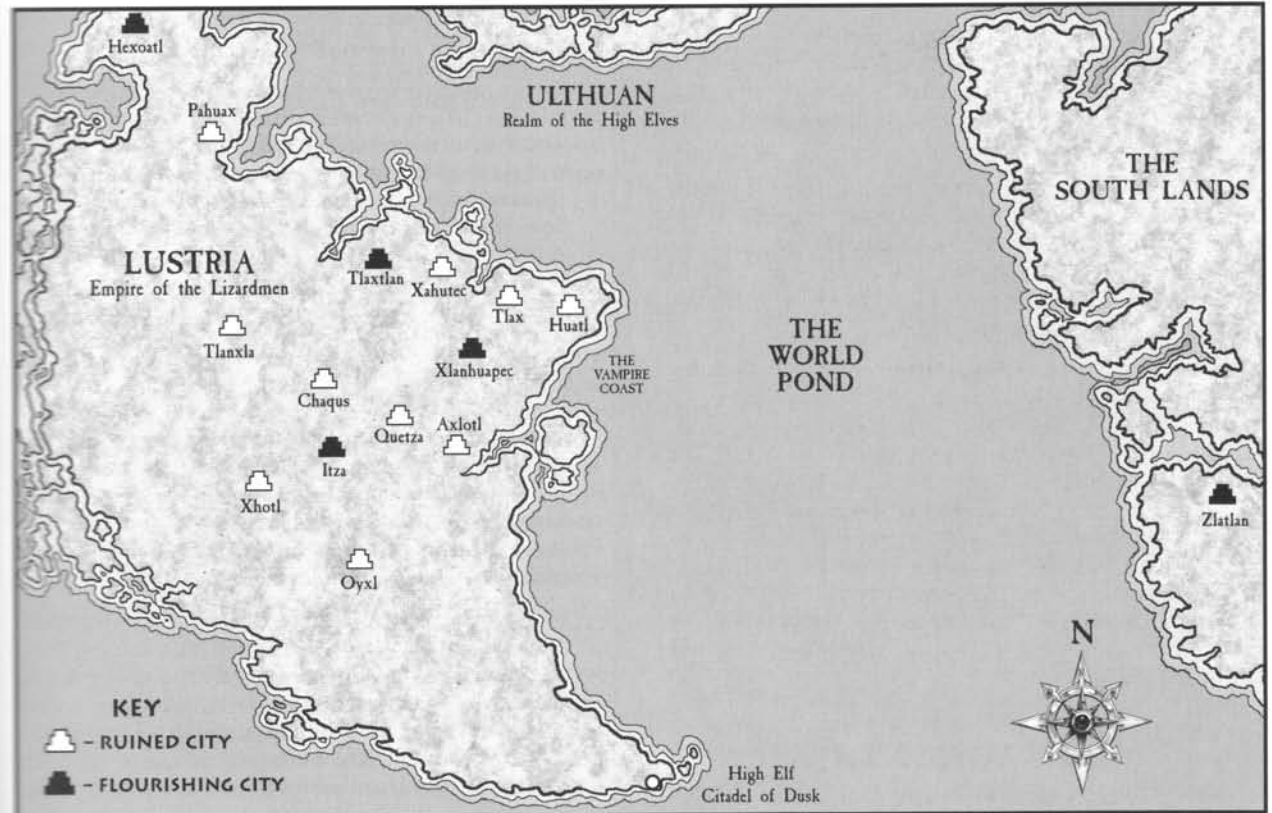 Hexoatl
ULTHUAN
Realm of the High Elves
Pahuax
THE
SOUTH LANDS
LUSTRIA
Empire of the Lizardmen
Tlaxtlan
Xahutec
Tlax
Huatl
Tlanxla
Xlanhuapec
THE
VAMPIRE
COAST
THE
WORLD
POND
Chaqus
Quetza
Axlotl
Itza
Xhotl
Zlatlan
Oyxl
N
KEY
– RUINED CITY
– FLOURISHING CITY
High Elf
Citadel of Dusk